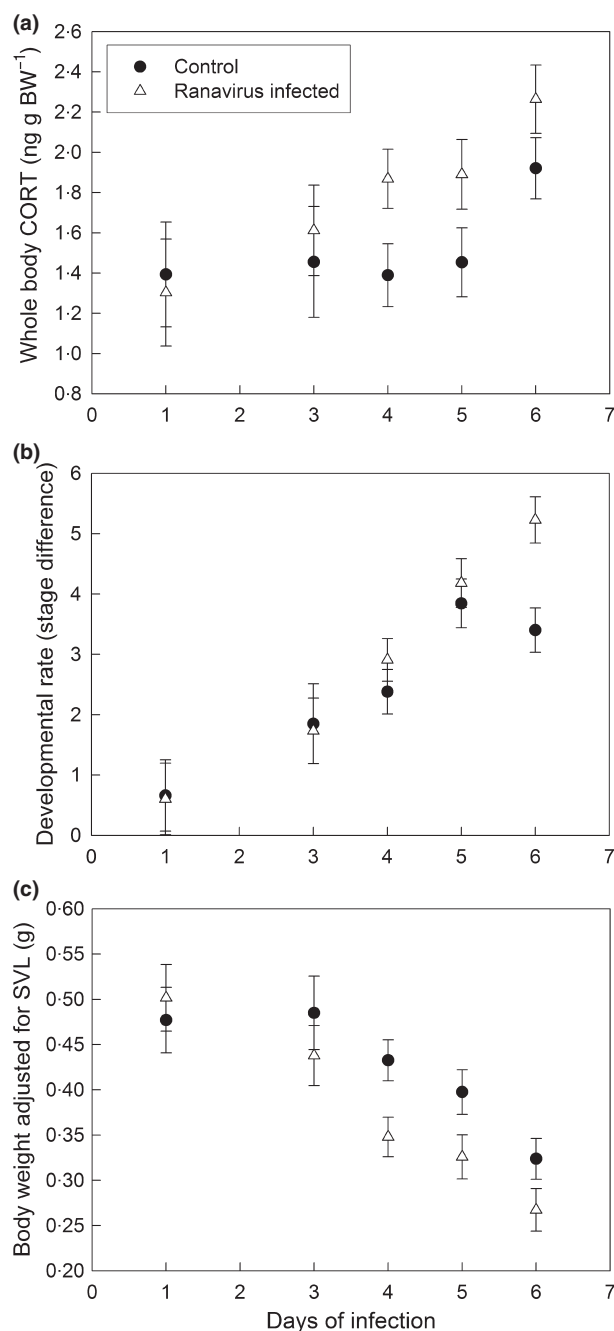 (a)
2·6
2·4
2·2
2·0
1·8
1·6
1·4
1·2
1·0
0·8
Whole body CORT (ng g BW⁻¹)
Control
Ranavirus infected
0 1 2 3 4 5 6 7
(b)
6
5
4
3
2
1
0
Developmental rate (stage difference)
0 1 2 3 4 5 6 7
(c)
0·60
0·55
0·50
0·45
0·40
0·35
0·30
0·25
0·20
Body weight adjusted for SVL (g)
0 1 2 3 4 5 6 7
Days of infection